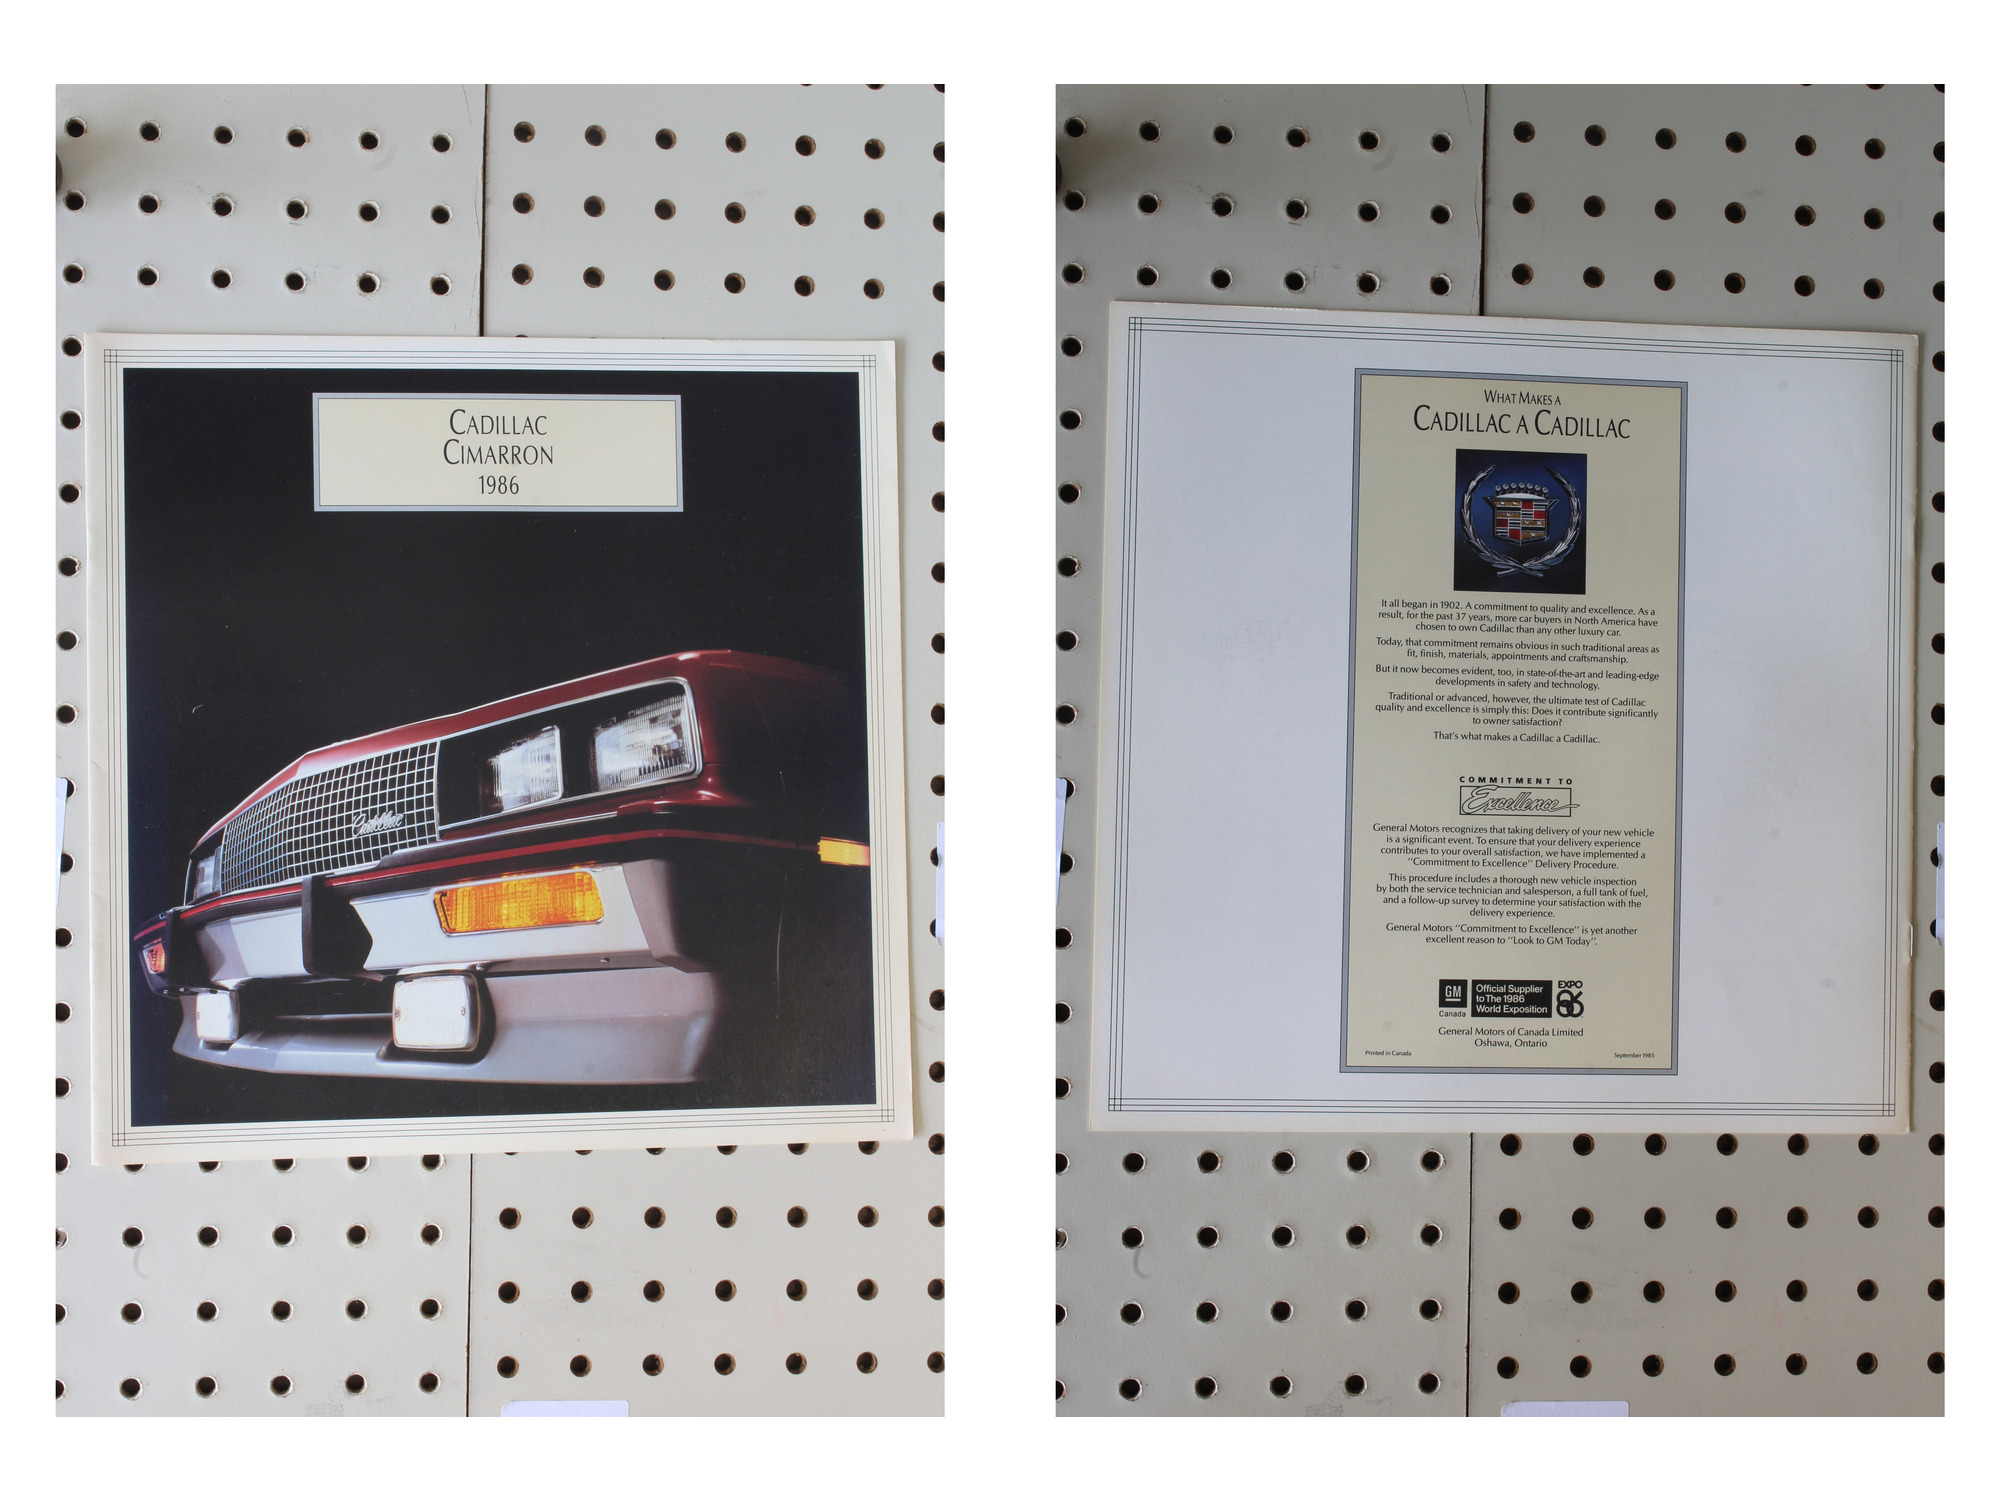 CADILLAC
CIMARRON
1986
Cadillac
WHAT MAKES A
CADILLAC A CADILLAC
It all began in 1902. A commitment to quality and excellence. As a
result, for the past 37 years, more car buyers in North America have
chosen to own Cadillac than any other luxury car.
Today, that commitment remains obvious in such traditional areas as
fit, finish, materials, appointments and craftsmanship.
But it now becomes evident, too, in state-of-the-art and leading-edge
developments in safety and technology.
Traditional or advanced, however, the ultimate test of Cadillac
quality and excellence is simply this: Does it contribute significantly
to owner satisfaction?
That's what makes a Cadillac a Cadillac.
COMMITMENT TO
Excellence
General Motors recognizes that taking delivery of your new vehicle
is a significant event. To ensure that your delivery experience
contributes to your overall satisfaction, we have implemented a
"Commitment to Excellence" Delivery Procedure.
This procedure includes a thorough new vehicle inspection
by both the service technician and salesperson, a full tank of fuel,
and a follow-up survey to determine your satisfaction with the
delivery experience.
General Motors "Commitment to Excellence" is yet another
excellent reason to "Look to GM Today".
GM
Canada
Official Supplier
to The 1986
World Exposition
EXPO
86
General Motors of Canada Limited
Oshawa, Ontario
Printed in Canada
September 1985